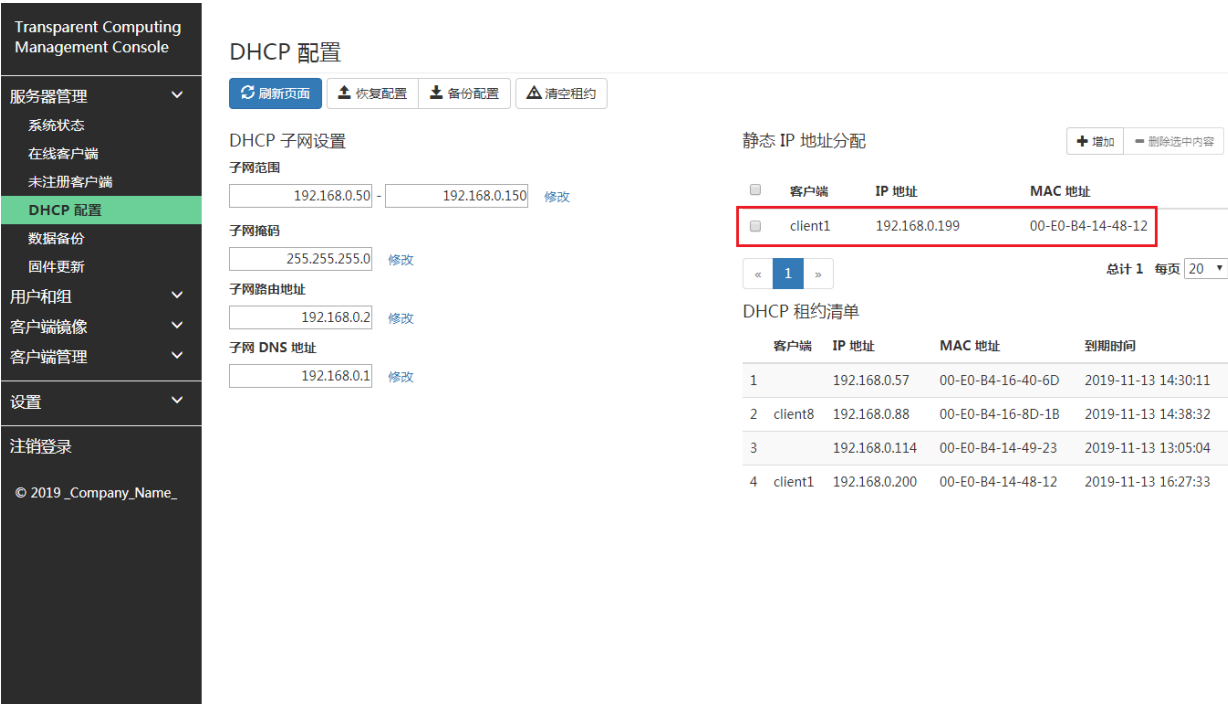 Transparent Computing
Management Console
服务器管理
系统状态
在线客户端
未注册客户端
DHCP 配置
数据备份
固件更新
用户和组
客户端镜像
客户端管理
设置
注销登录
© 2019 _Company_Name_
DHCP 配置
刷新页面 恢复配置 备份配置 清空租约
DHCP 子网设置
子网范围
192.168.0.50 - 192.168.0.150 修改
子网掩码
255.255.255.0 修改
子网路由地址
192.168.0.2 修改
子网 DNS 地址
192.168.0.1 修改
静态 IP 地址分配 增加 删除选中内容
客户端 IP 地址 MAC 地址
client1 192.168.0.199 00-E0-B4-14-48-12
« 1 » 总计 1 每页 20
DHCP 租约清单
客户端 IP 地址 MAC 地址 到期时间
1 192.168.0.57 00-E0-B4-16-40-6D 2019-11-13 14:30:11
2 client8 192.168.0.88 00-E0-B4-16-8D-1B 2019-11-13 14:38:32
3 192.168.0.114 00-E0-B4-14-49-23 2019-11-13 13:05:04
4 client1 192.168.0.200 00-E0-B4-14-48-12 2019-11-13 16:27:33